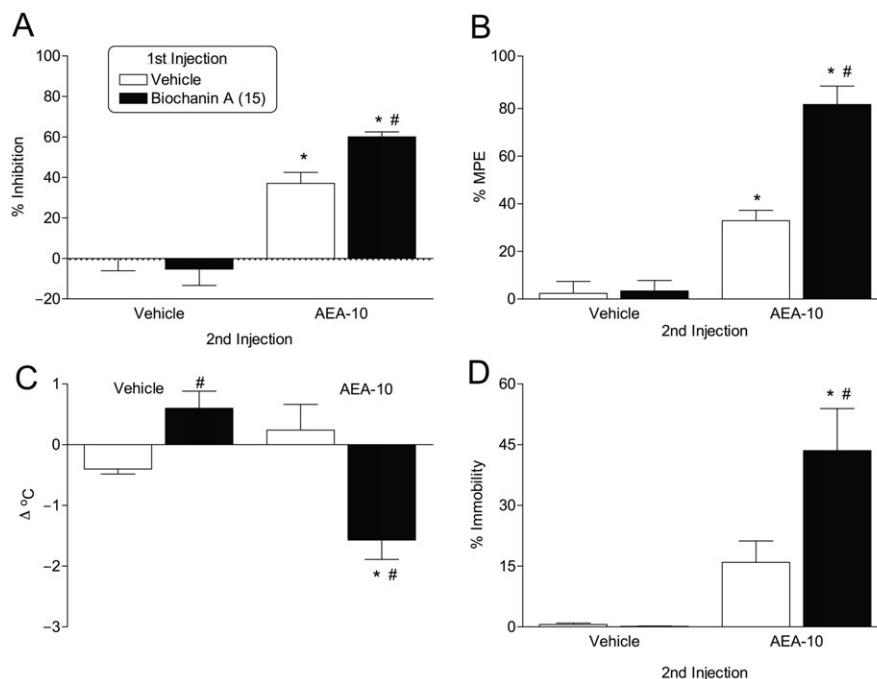 A
100
80
60
40
20
0
−20
% Inhibition
1st Injection
Vehicle
Biochanin A (15)
*
* #
Vehicle
AEA-10
2nd Injection
B
100
80
60
40
20
0
% MPE
*
* #
Vehicle
AEA-10
2nd Injection
C
1
0
−1
−2
−3
Δ °C
Vehicle
#
AEA-10
* #
D
60
45
30
15
0
% Immobility
* #
Vehicle
AEA-10
2nd Injection